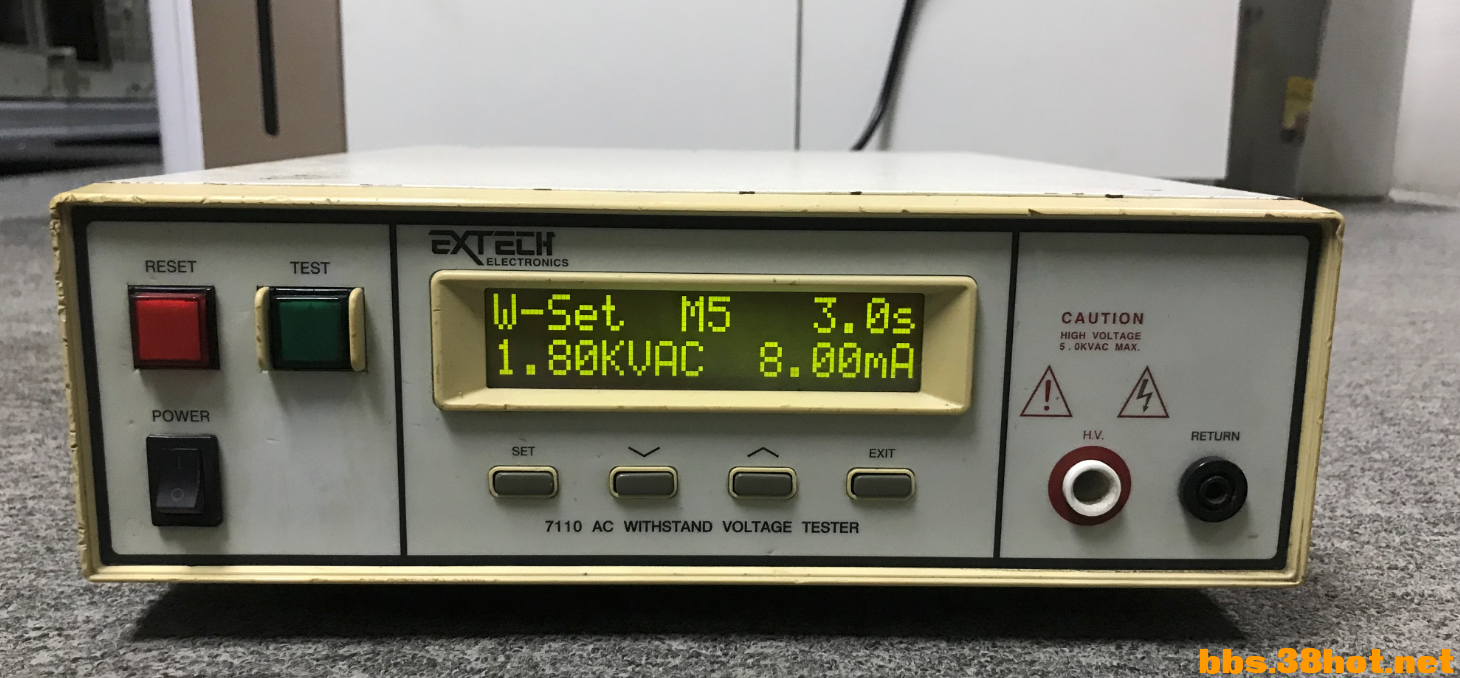 RESET
TEST
POWER
EXTECH
ELECTRONICS
W-Set M5 3.0s
1.80KVAC 8.00mA
SET
EXIT
7110 AC WITHSTAND VOLTAGE TESTER
CAUTION
HIGH VOLTAGE
5.0KVAC MAX.
H.V.
RETURN
bbs.38hot.net